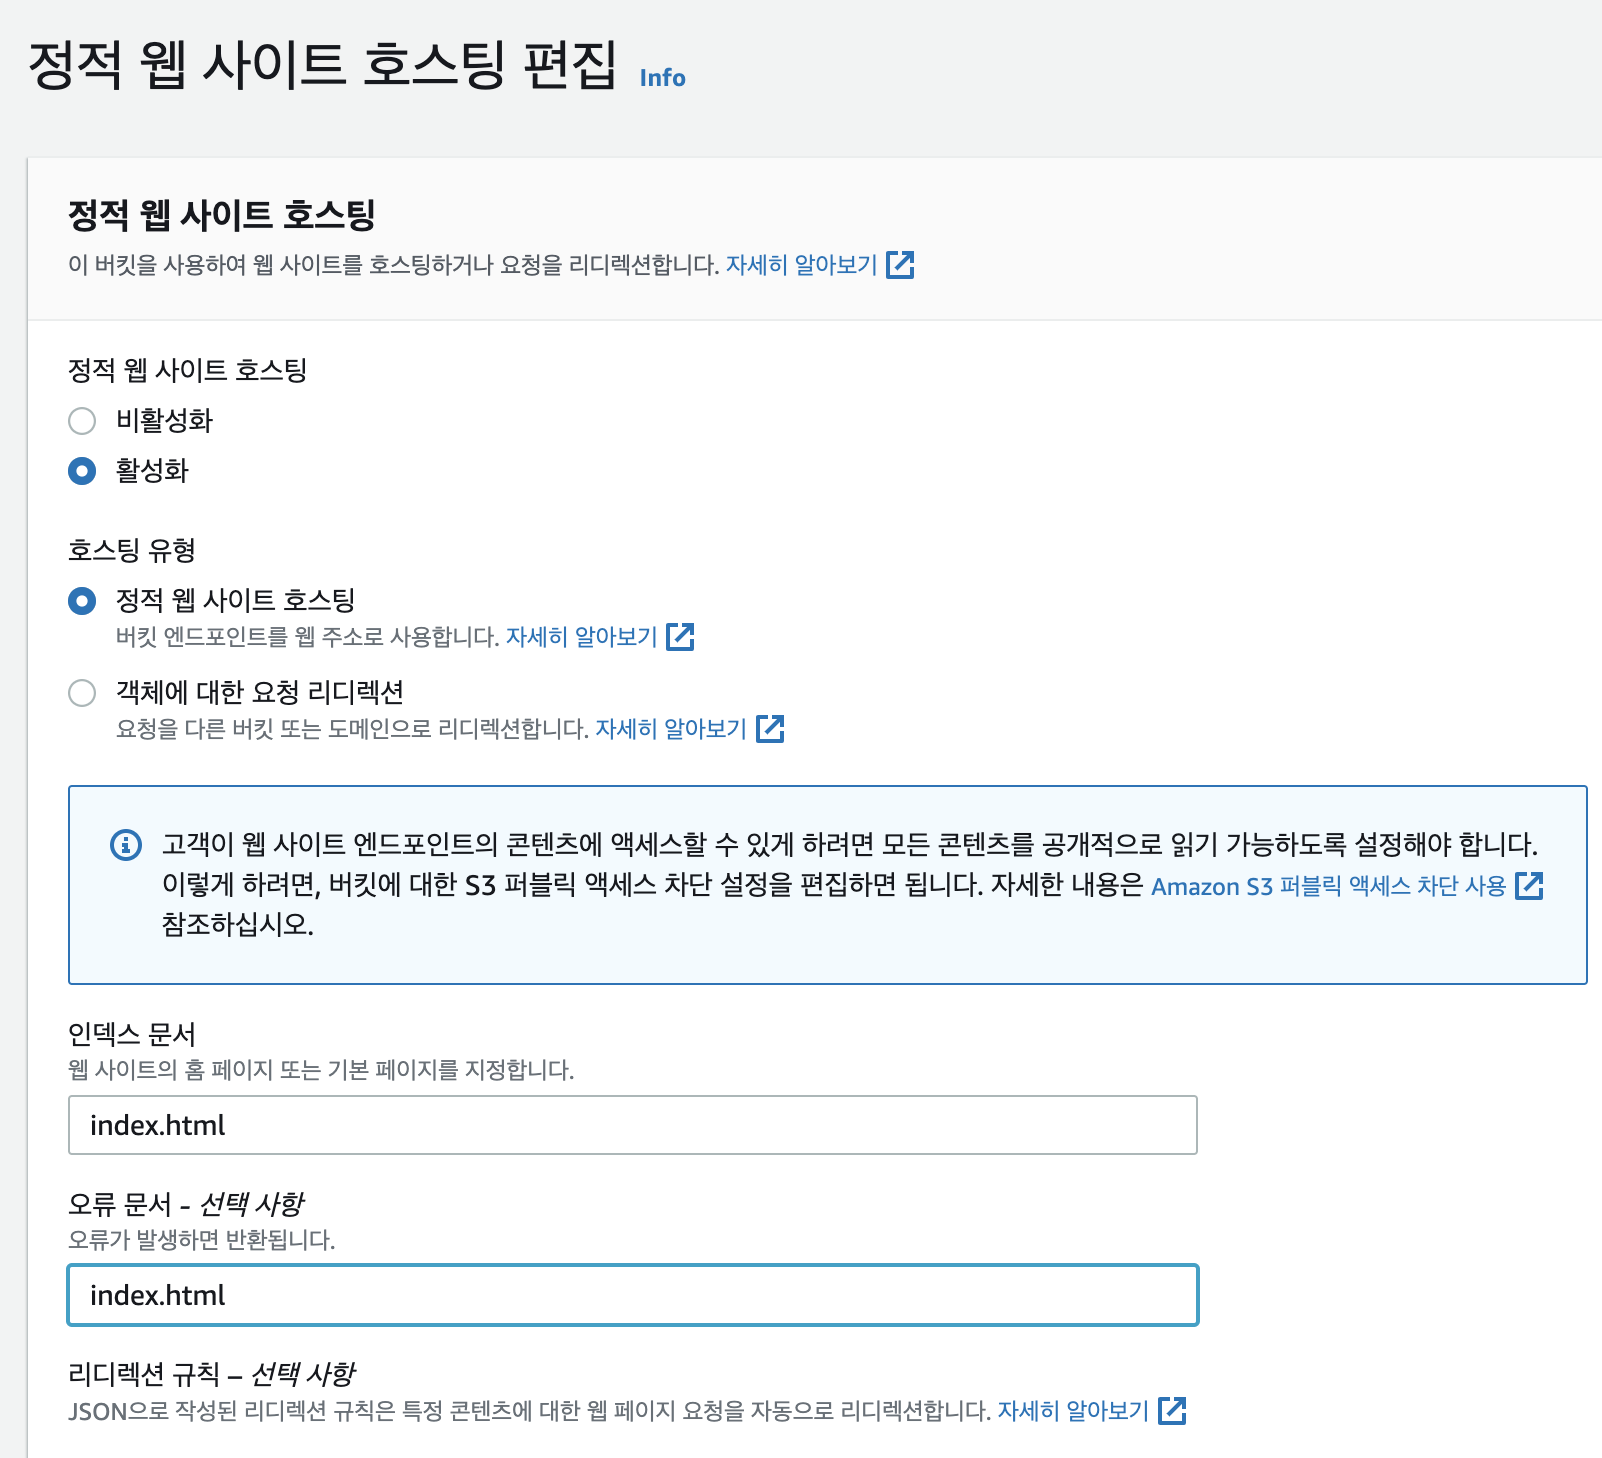 정적 웹 사이트 호스팅 편집 Info
정적 웹 사이트 호스팅
이 버킷을 사용하여 웹 사이트를 호스팅하거나 요청을 리디렉션합니다. 자세히 알아보기
정적 웹 사이트 호스팅
비활성화
활성화
호스팅 유형
정적 웹 사이트 호스팅
버킷 엔드포인트를 웹 주소로 사용합니다. 자세히 알아보기
객체에 대한 요청 리디렉션
요청을 다른 버킷 또는 도메인으로 리디렉션합니다. 자세히 알아보기
고객이 웹 사이트 엔드포인트의 콘텐츠에 액세스할 수 있게 하려면 모든 콘텐츠를 공개적으로 읽기 가능하도록 설정해야 합니다.
이렇게 하려면, 버킷에 대한 S3 퍼블릭 액세스 차단 설정을 편집하면 됩니다. 자세한 내용은 Amazon S3 퍼블릭 액세스 차단 사용
참조하십시오.
인덱스 문서
웹 사이트의 홈 페이지 또는 기본 페이지를 지정합니다.
index.html
오류 문서 - 선택 사항
오류가 발생하면 반환됩니다.
index.html
리디렉션 규칙 – 선택 사항
JSON으로 작성된 리디렉션 규칙은 특정 콘텐츠에 대한 웹 페이지 요청을 자동으로 리디렉션합니다. 자세히 알아보기